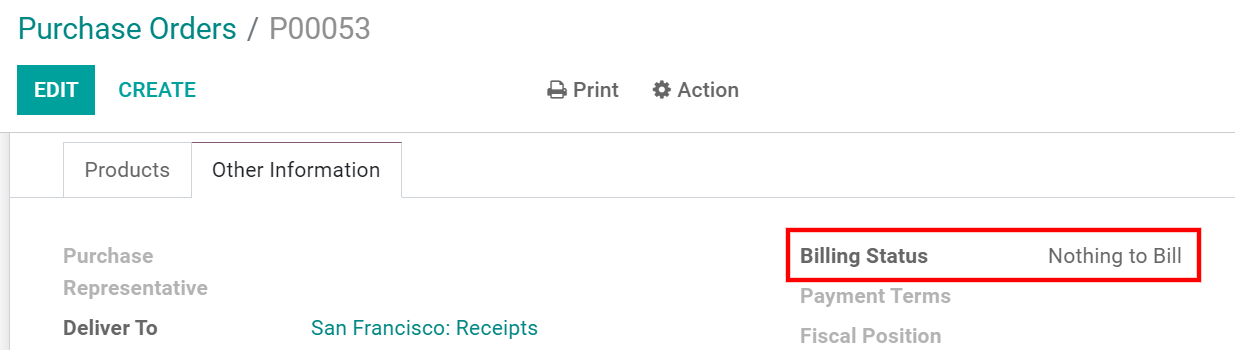 Purchase Orders / P00053
EDIT CREATE Print Action
Products Other Information
Purchase
Representative
Deliver To San Francisco: Receipts
Billing Status Nothing to Bill
Payment Terms
Fiscal Position